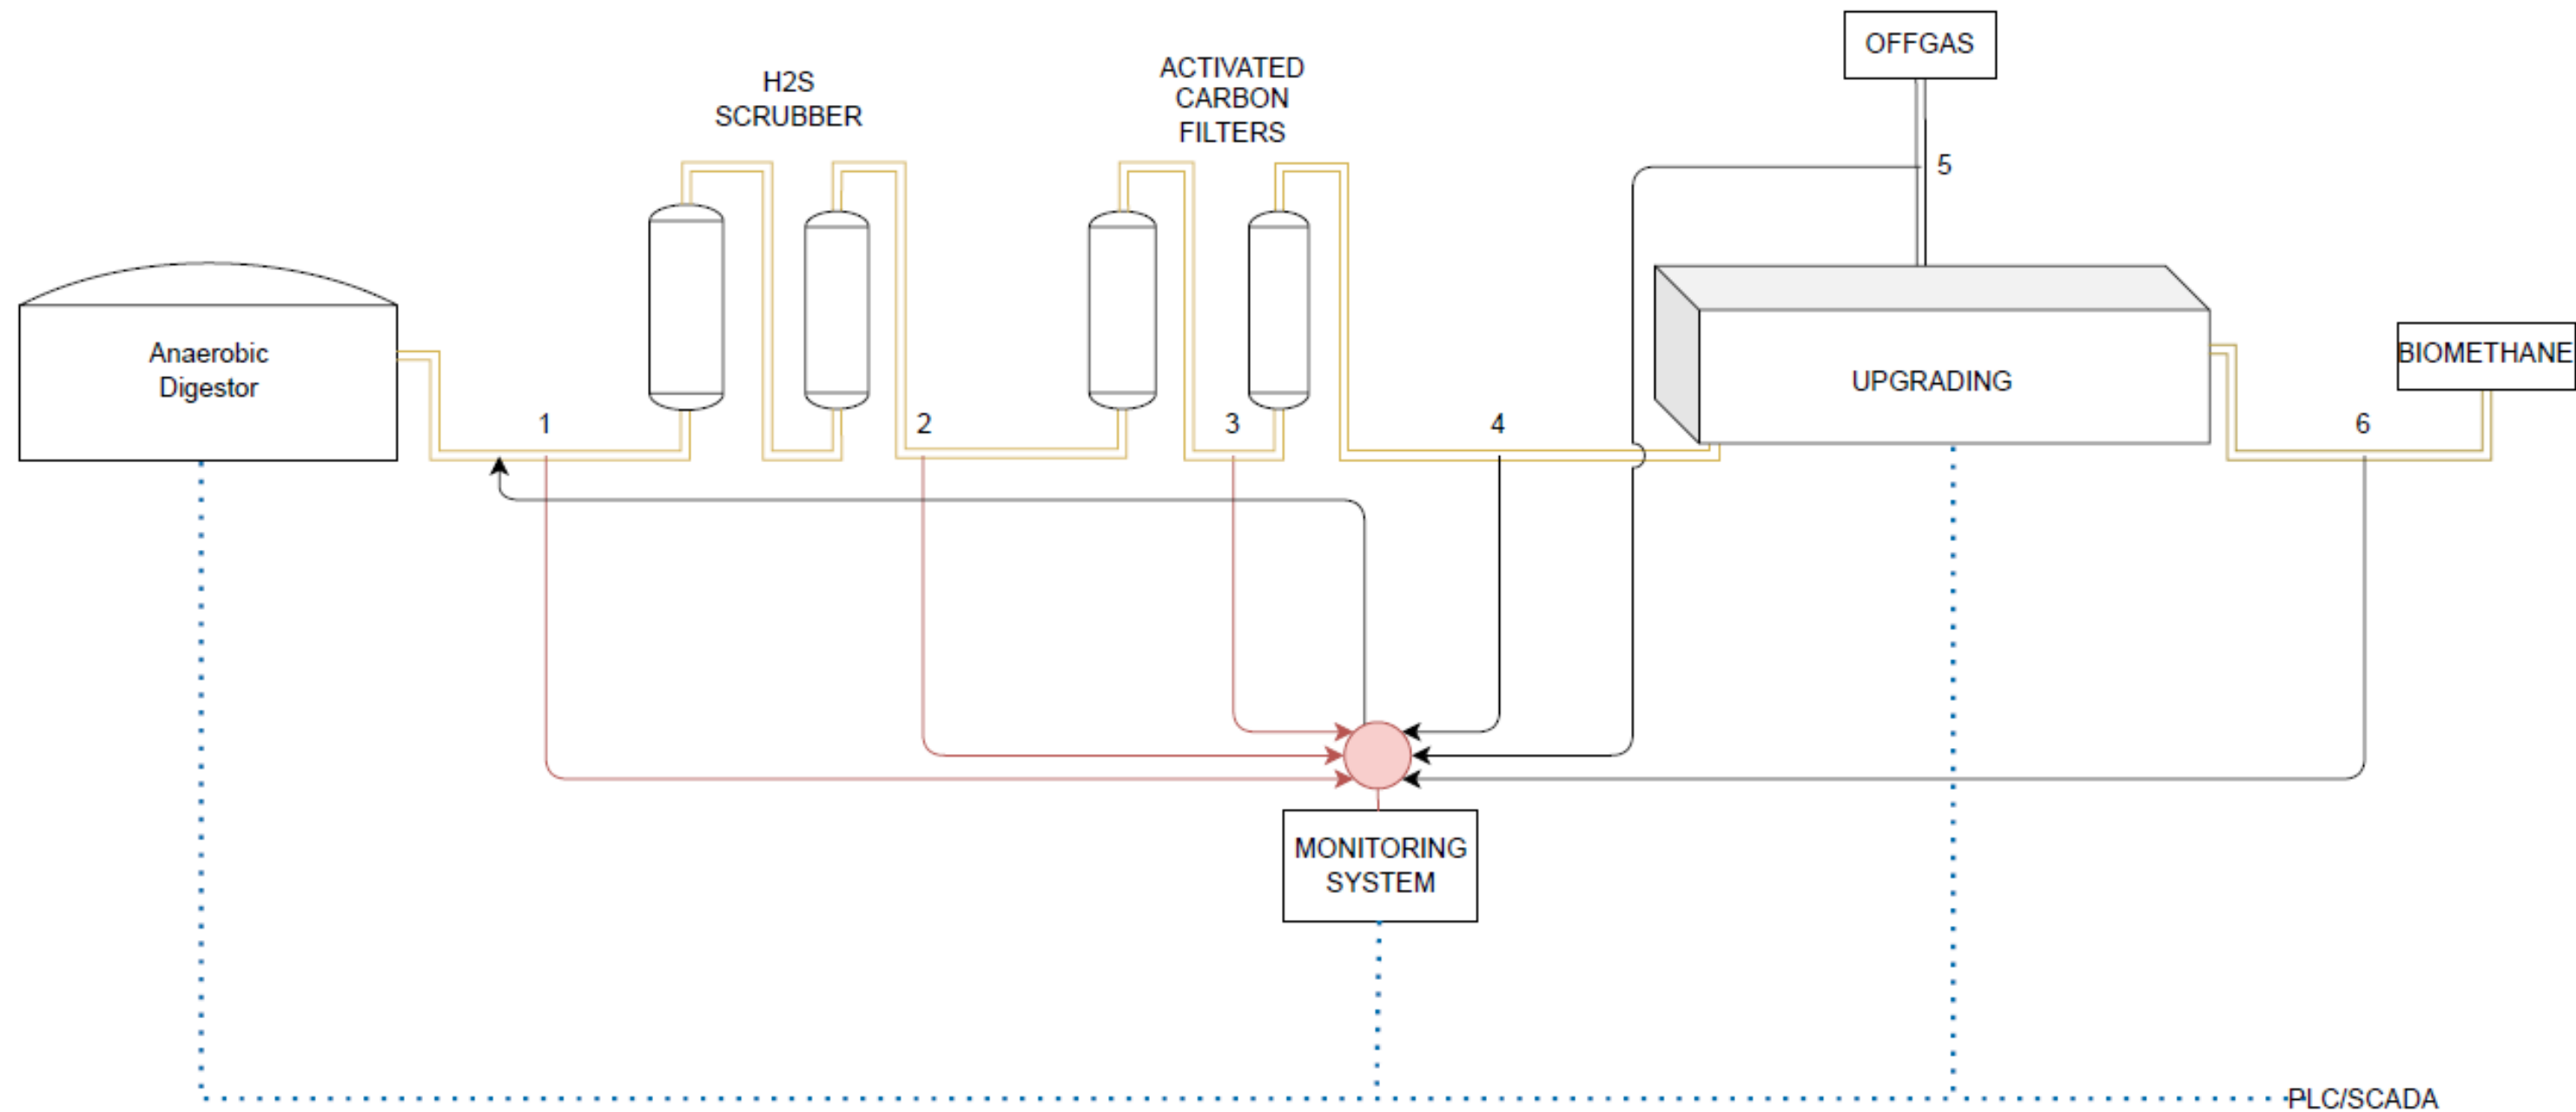 OFFGAS
H2S
SCRUBBER
ACTIVATED
CARBON
FILTERS
5
Anaerobic
Digestor
UPGRADING
BIOMETHANE
1
2
3
4
6
MONITORING
SYSTEM
PLC/SCADA